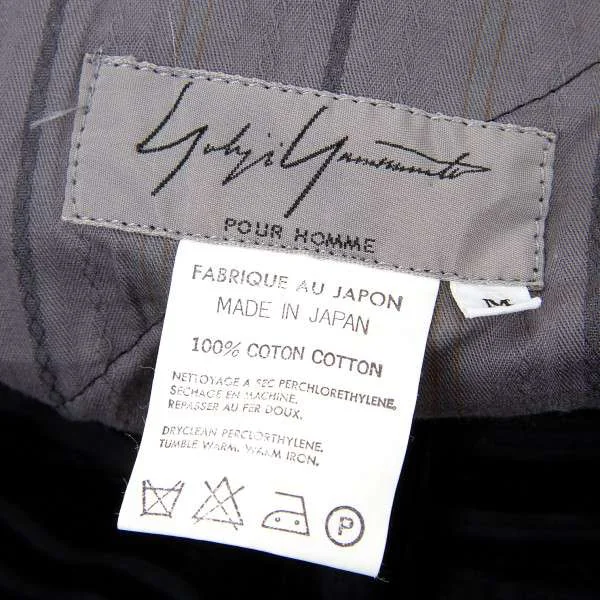 Yohji Yamamoto
POUR HOMME
M
FABRIQUE AU JAPON
MADE IN JAPAN
100% COTON COTTON
NETTOYAGE A SEC PERCHLORETHYLENE.
SECHAGE EN MACHINE.
REPASSER AU FER DOUX.
DRYCLEAN PERCLORTHYLENE.
TUMBLE WARM. WARM IRON.
P